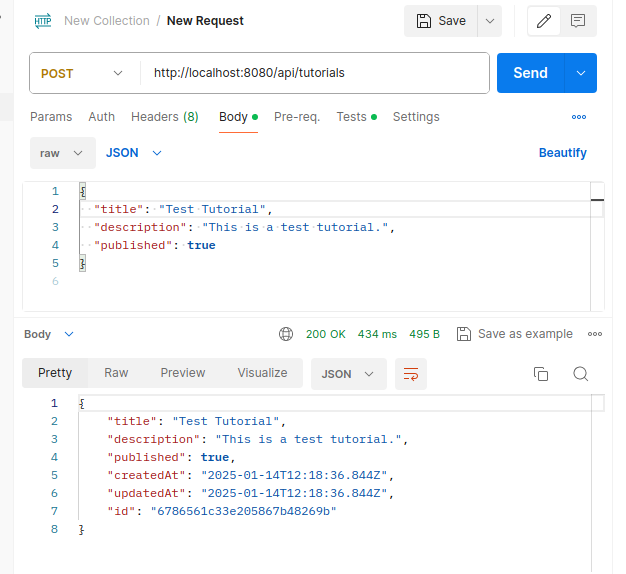 HTTP New Collection / New Request Save
POST http://localhost:8080/api/tutorials Send
Params Auth Headers (8) Body Pre-req. Tests Settings
raw JSON Beautify
1 {
2 "title": "Test Tutorial",
3 "description": "This is a test tutorial.",
4 "published": true
5 }
6
Body 200 OK 434 ms 495 B Save as example
Pretty Raw Preview Visualize JSON
1 {
2 "title": "Test Tutorial",
3 "description": "This is a test tutorial.",
4 "published": true,
5 "createdAt": "2025-01-14T12:18:36.844Z",
6 "updatedAt": "2025-01-14T12:18:36.844Z",
7 "id": "6786561c33e205867b48269b"
8 }